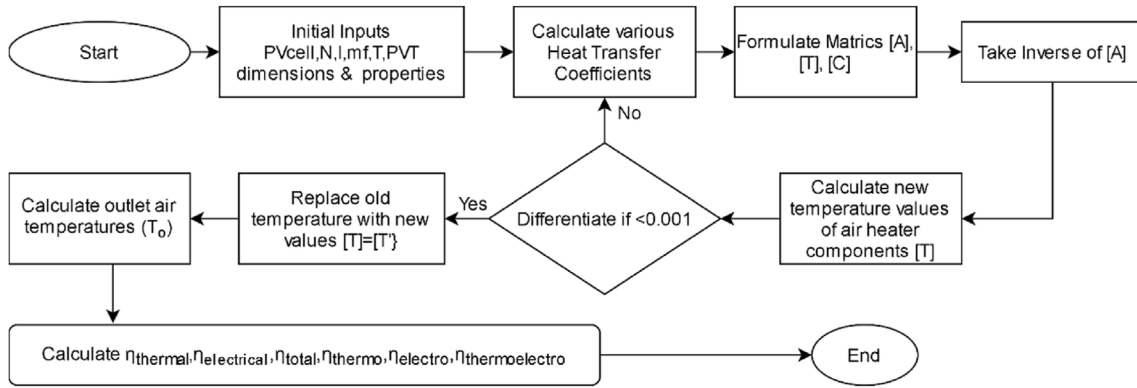 Start
Initial Inputs
PVcell,N,I,mf,T,PVT
dimensions & properties
Calculate various
Heat Transfer
Coefficients
Formulate Matrics [A],
[T], [C]
Take Inverse of [A]
No
Calculate outlet air
temperatures (To)
Replace old
temperature with new
values [T]=[T'}
Yes
Differentiate if <0.001
Calculate new
temperature values
of air heater
components [T]
Calculate ηthermal,ηelectrical,ηtotal,ηthermo,ηelectro,ηthermoelectro
End